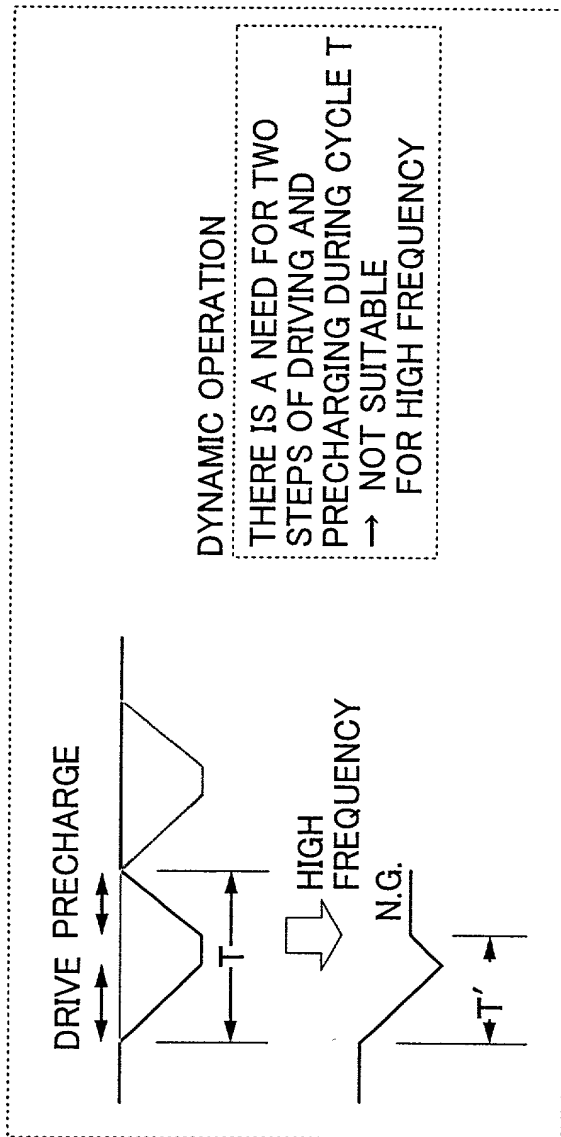 DRIVE PRECHARGE
T
HIGH
FREQUENCY
N.G.
T′
DYNAMIC OPERATION
THERE IS A NEED FOR TWO
STEPS OF DRIVING AND
PRECHARGING DURING CYCLE T
→ NOT SUITABLE
FOR HIGH FREQUENCY